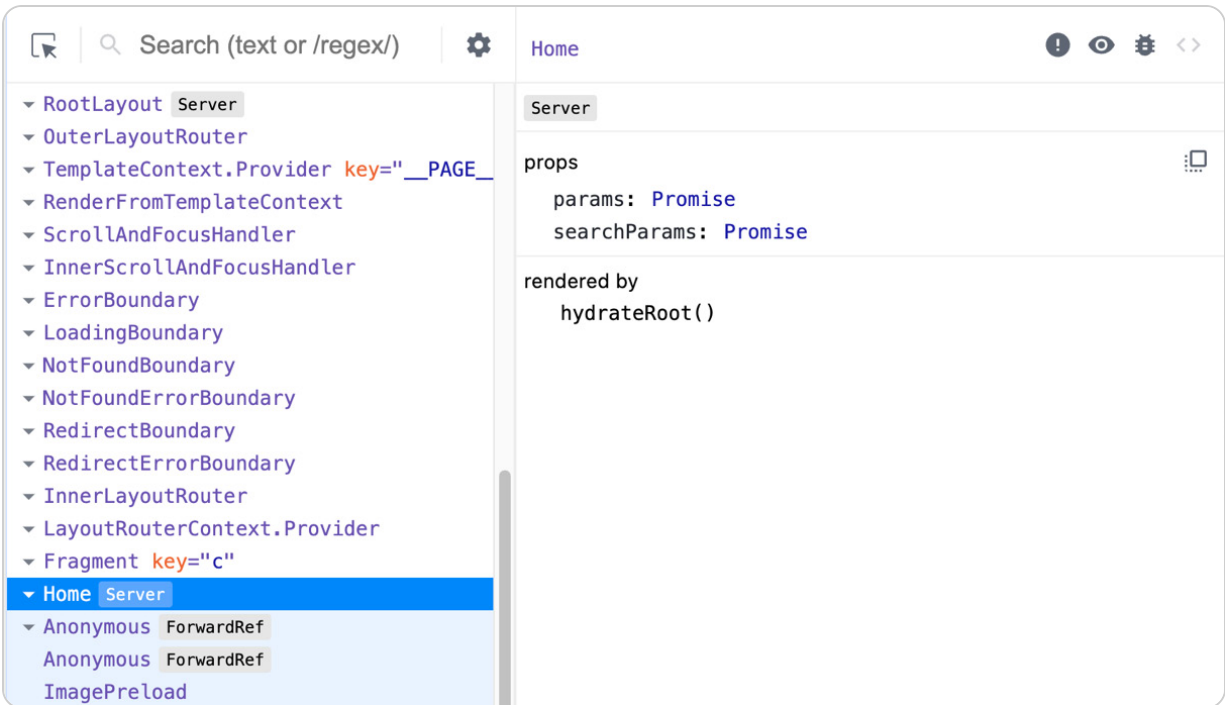 Search (text or /regex/)
RootLayout Server
OuterLayoutRouter
TemplateContext.Provider key="__PAGE__
RenderFromTemplateContext
ScrollAndFocusHandler
InnerScrollAndFocusHandler
ErrorBoundary
LoadingBoundary
NotFoundBoundary
NotFoundErrorBoundary
RedirectBoundary
RedirectErrorBoundary
InnerLayoutRouter
LayoutRouterContext.Provider
Fragment key="c"
Home Server
Anonymous ForwardRef
Anonymous ForwardRef
ImagePreload
Home
Server
props
params: Promise
searchParams: Promise
rendered by
hydrateRoot()